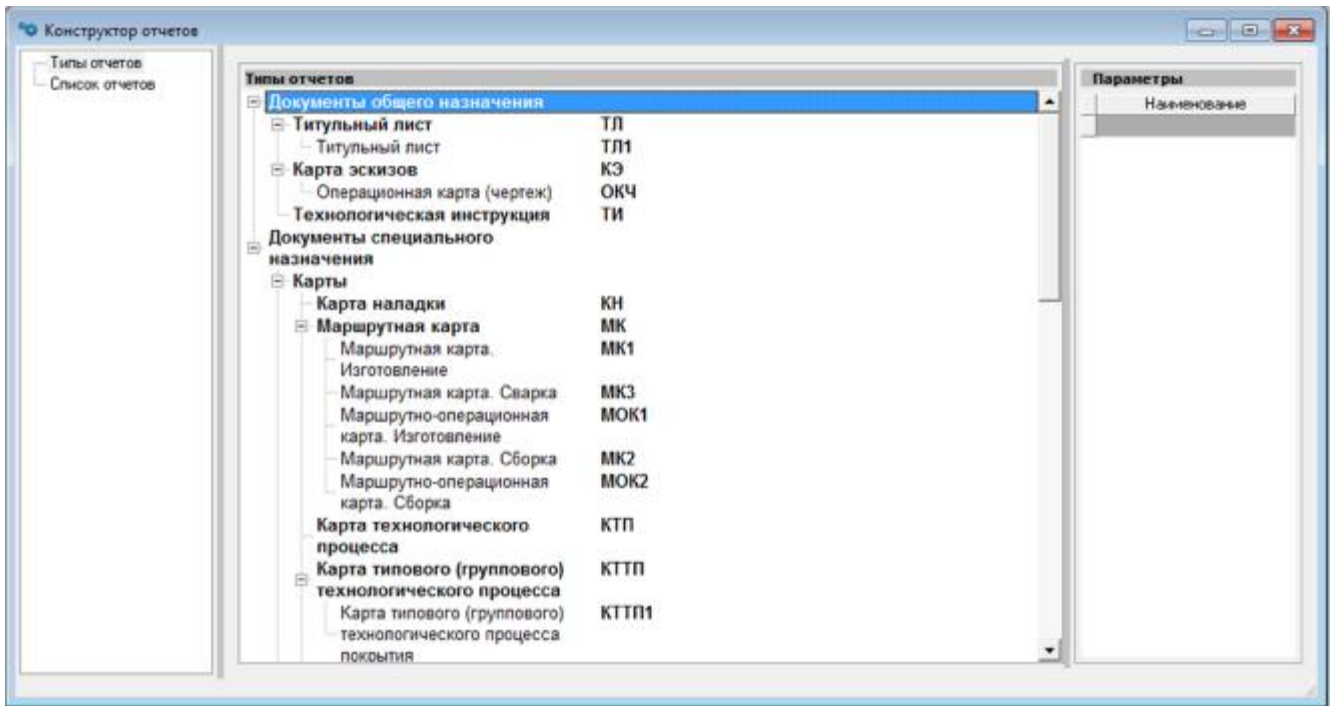 Конструктор отчетов
Типы отчетов
Список отчетов
Типы отчетов
Документы общего назначения
Титульный лист ТЛ
Титульный лист ТЛ1
Карта эскизов КЭ
Операционная карта (чертеж) ОКЧ
Технологическая инструкция ТИ
Документы специального
назначения
Карты
Карта наладки КН
Маршрутная карта МК
Маршрутная карта. МК1
Изготовление
Маршрутная карта. Сварка МК3
Маршрутно-операционная МОК1
карта. Изготовление
Маршрутная карта. Сборка МК2
Маршрутно-операционная МОК2
карта. Сборка
Карта технологического КТП
процесса
Карта типового (группового) КТТП
технологического процесса
Карта типового (группового) КТТП1
технологического процесса
покрытия
Параметры
Наименование